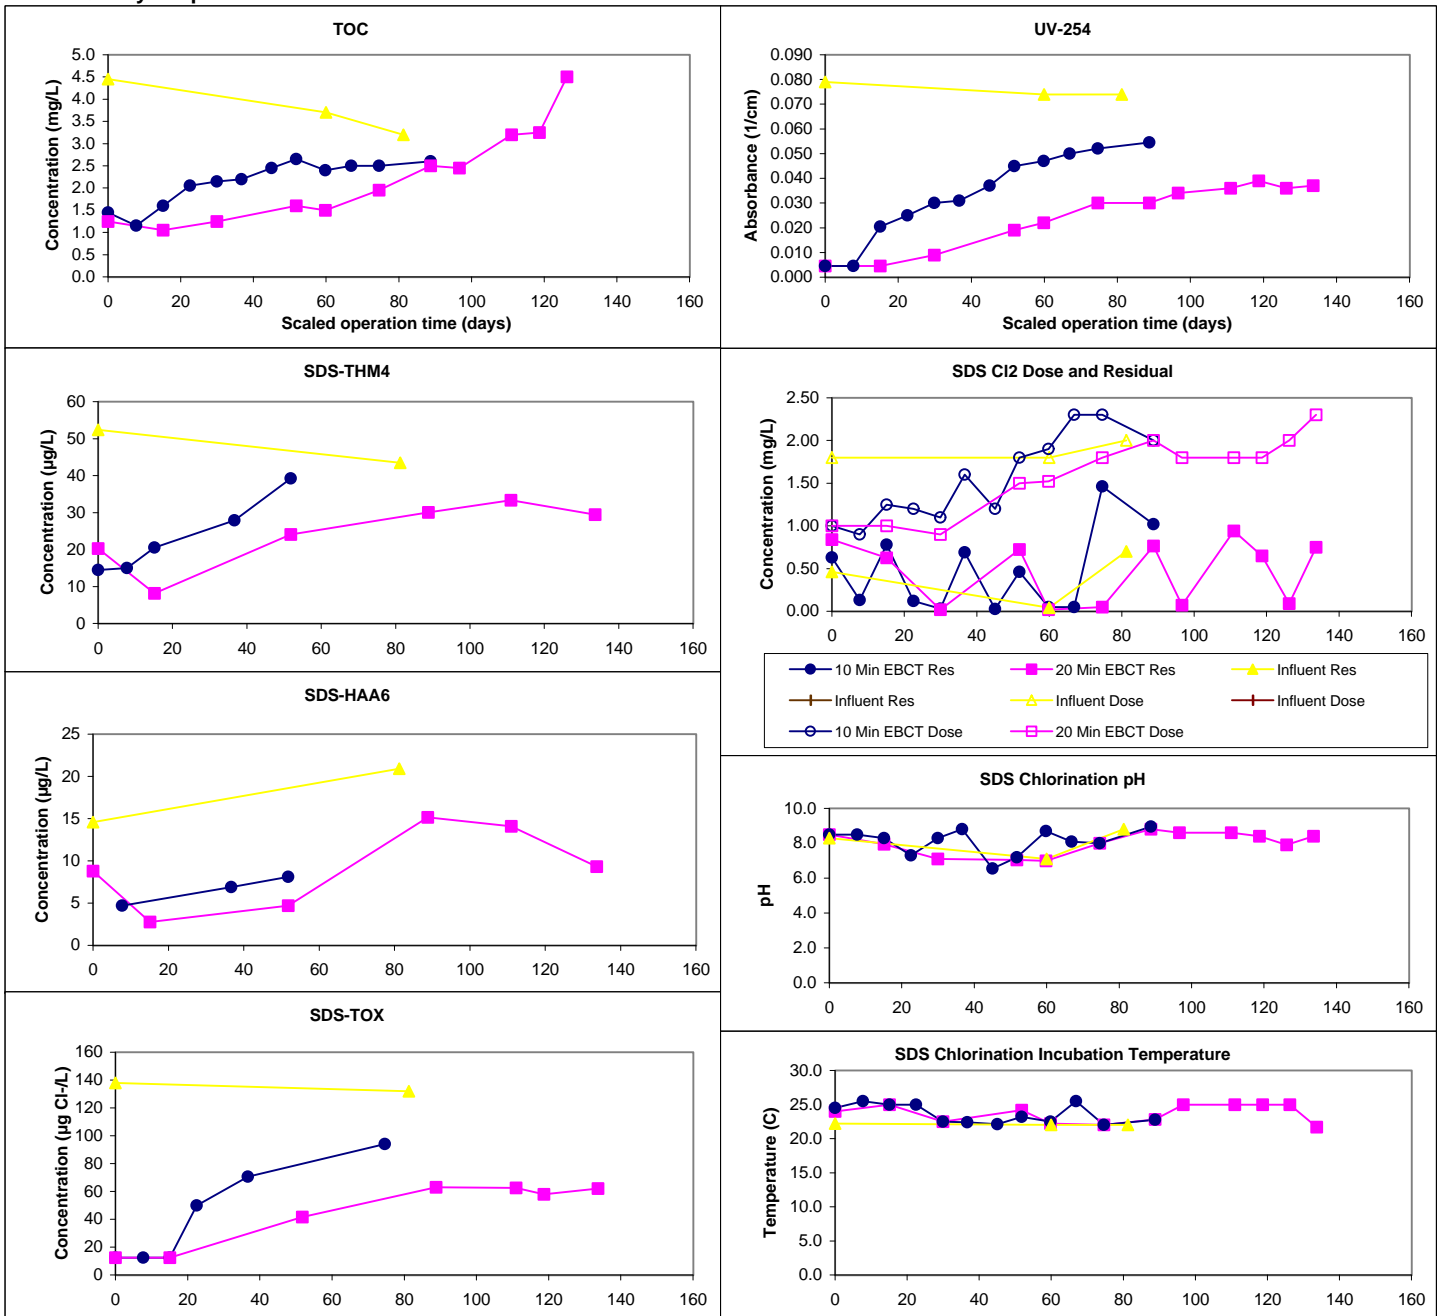 TOC
5.0
4.5
4.0
3.5
3.0
2.5
2.0
1.5
1.0
0.5
0.0
Concentration (mg/L)
0 20 40 60 80 100 120 140 160
Scaled operation time (days)
UV-254
0.090
0.080
0.070
0.060
0.050
0.040
0.030
0.020
0.010
0.000
Absorbance (1/cm)
0 20 40 60 80 100 120 140 160
Scaled operation time (days)
SDS-THM4
60
50
40
30
20
10
0
Concentration (µg/L)
0 20 40 60 80 100 120 140 160
SDS Cl2 Dose and Residual
2.50
2.00
1.50
1.00
0.50
0.00
Concentration (mg/L)
0 20 40 60 80 100 120 140 160
10 Min EBCT Res 20 Min EBCT Res Influent Res
Influent Res Influent Dose Influent Dose
10 Min EBCT Dose 20 Min EBCT Dose
SDS-HAA6
25
20
15
10
5
0
Concentration (µg/L)
0 20 40 60 80 100 120 140 160
SDS Chlorination pH
10.0
8.0
6.0
4.0
2.0
0.0
pH
0 20 40 60 80 100 120 140 160
SDS-TOX
160
140
120
100
80
60
40
20
0
Concentration (µg Cl-/L)
0 20 40 60 80 100 120 140 160
SDS Chlorination Incubation Temperature
30.0
25.0
20.0
15.0
10.0
5.0
0.0
Temperature (C)
0 20 40 60 80 100 120 140 160